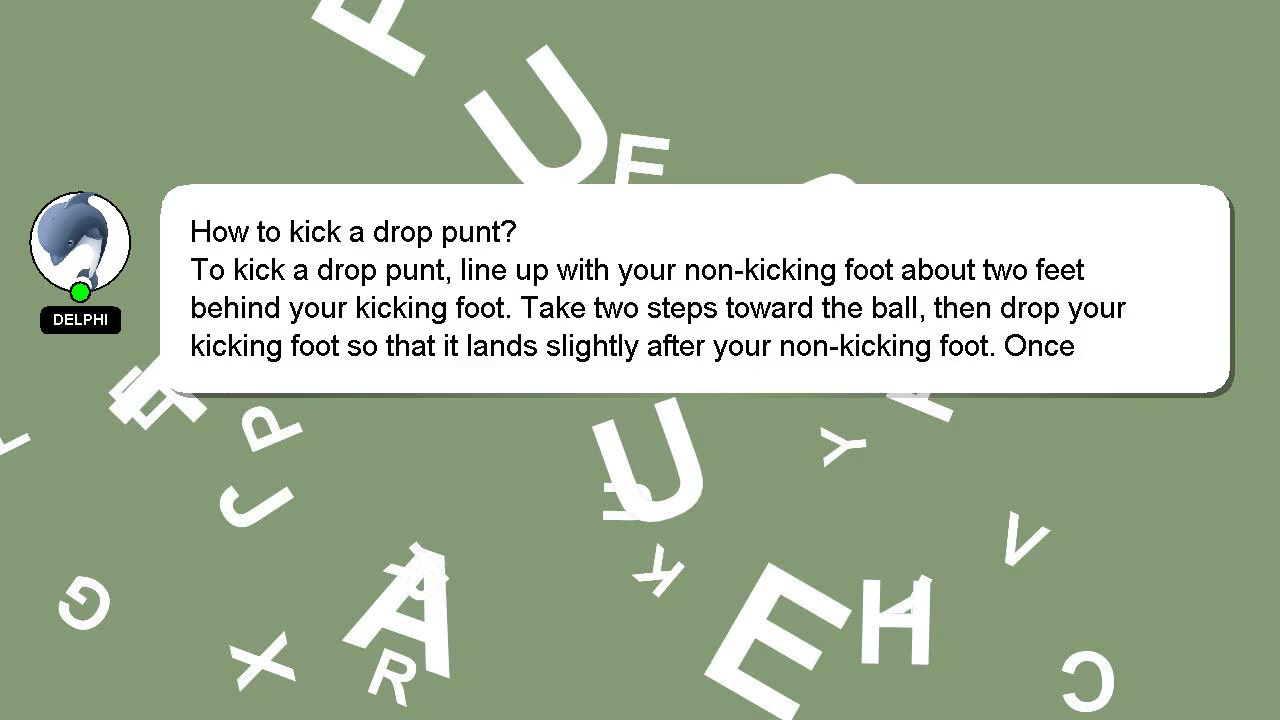 How to kick a drop punt?
To kick a drop punt, line up with your non-kicking foot about two feet
behind your kicking foot. Take two steps toward the ball, then drop your
kicking foot so that it lands slightly after your non-kicking foot. Once
DELPHI
P
U
E
P
J
U
Y
K
V
G
X
A
R
E
H
C